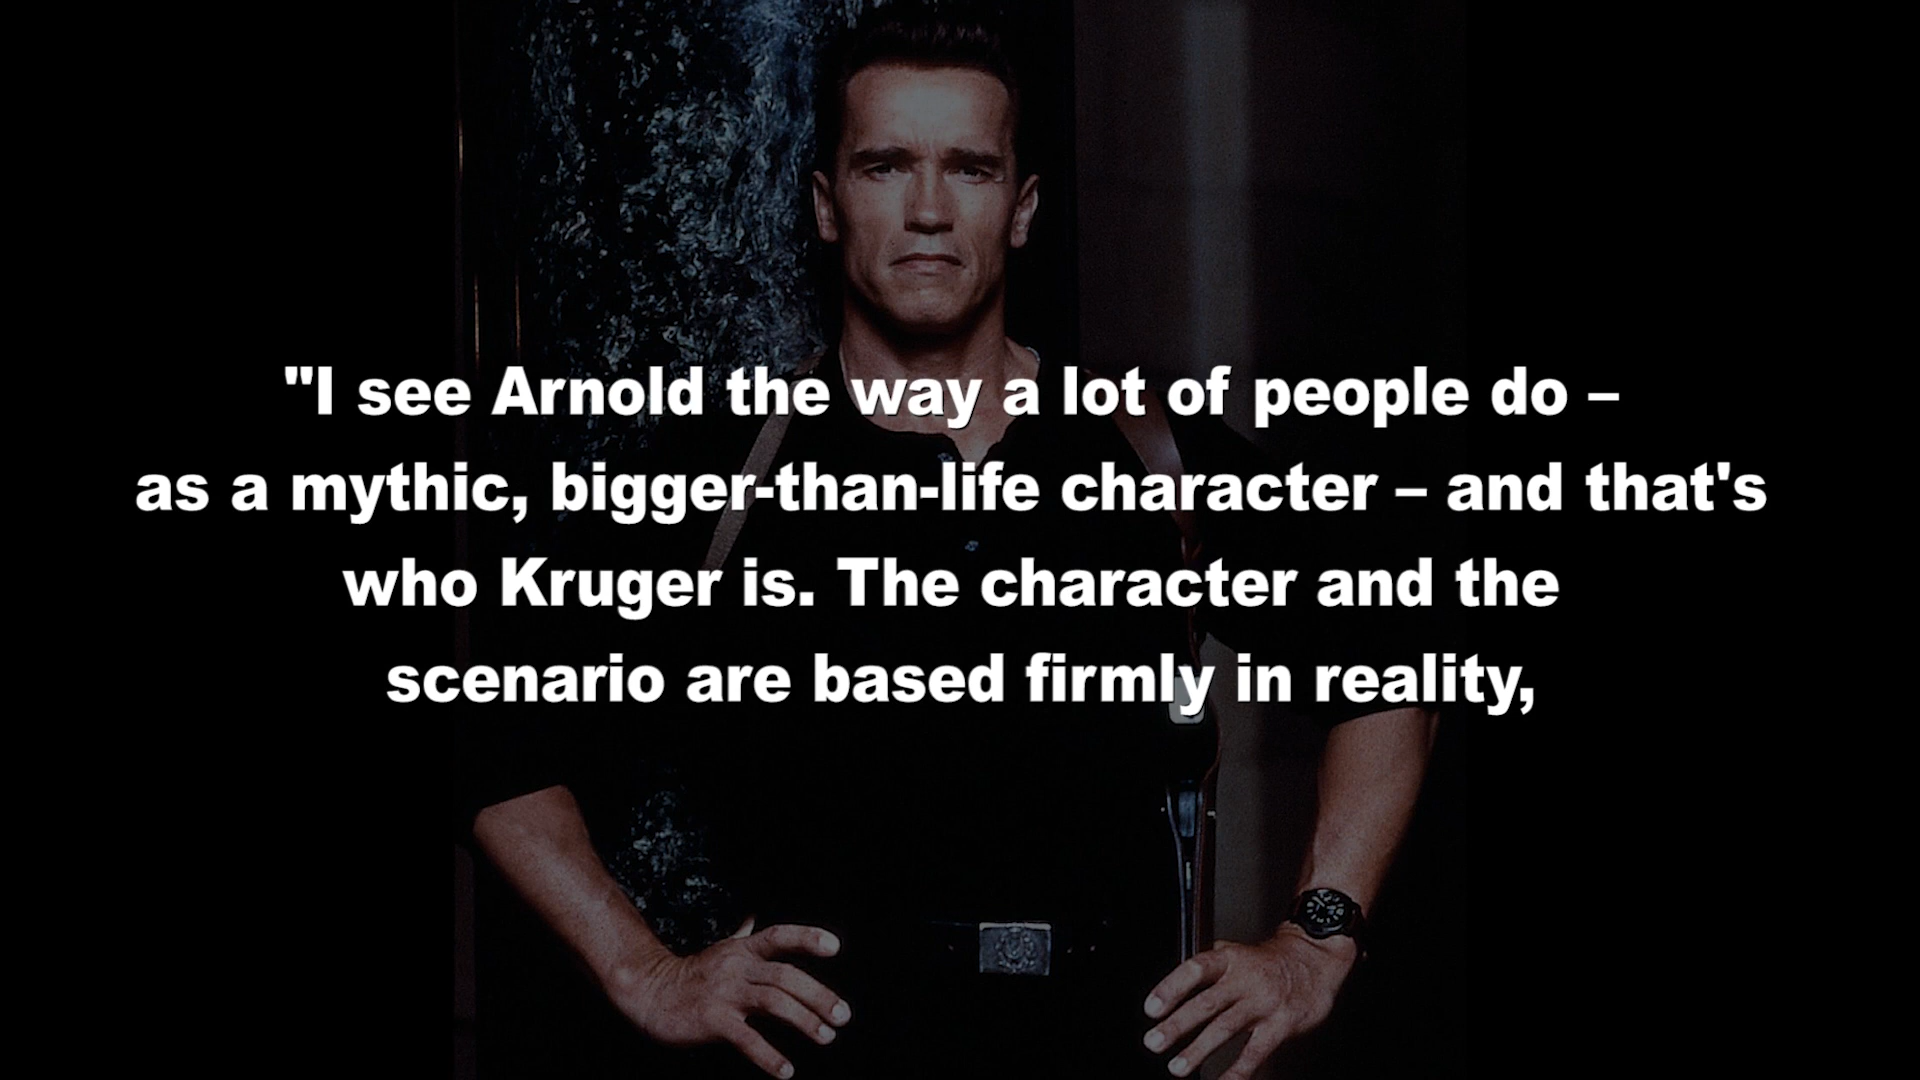 "I see Arnold the way a lot of people do –
as a mythic, bigger-than-life character – and that's
who Kruger is. The character and the
scenario are based firmly in reality,